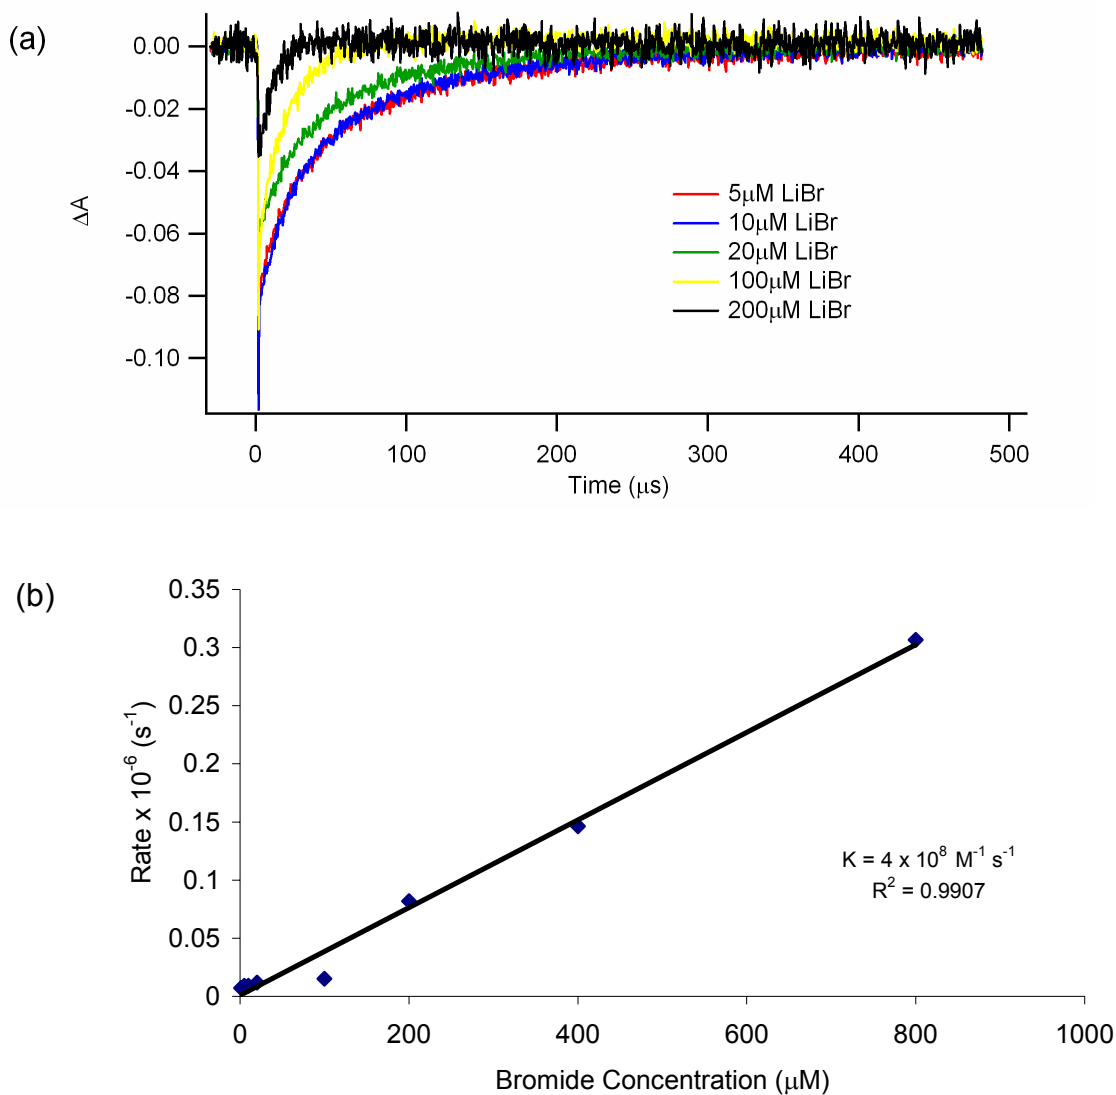 (a)
0.00
-0.02
-0.04
-0.06
-0.08
-0.10
ΔA
5μM LiBr
10μM LiBr
20μM LiBr
100μM LiBr
200μM LiBr
0 100 200 300 400 500
Time (μs)
(b)
0.35
0.3
0.25
0.2
0.15
0.1
0.05
0
Rate x 10⁻⁶ (s⁻¹)
K = 4 x 10⁸ M⁻¹ s⁻¹
R² = 0.9907
0 200 400 600 800 1000
Bromide Concentration (μM)